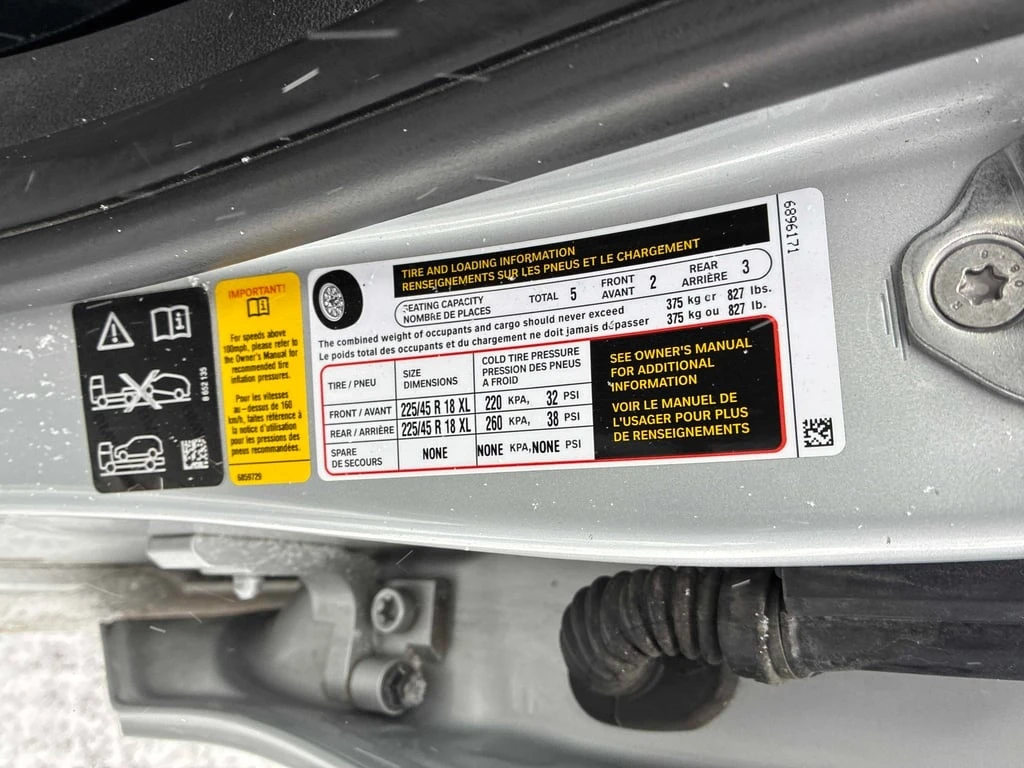 8 652 135
IMPORTANT!
For speeds above
100mph, please refer to
the Owner's Manual for
recommended tire
inflation pressures.
Pour les vitesses
au-dessus de 160
km/h, faites référence à
la notice d'utilisation
pour les pressions des
pneus recommandées.
6859729
TIRE AND LOADING INFORMATION
RENSEIGNEMENTS SUR LES PNEUS ET LE CHARGEMENT
SEATING CAPACITY
NOMBRE DE PLACES
TOTAL 5
FRONT
AVANT 2
REAR
ARRIÈRE 3
The combined weight of occupants and cargo should never exceed 375 kg or 827 lbs.
Le poids total des occupants et du chargement ne doit jamais dépasser 375 kg ou 827 lb.
TIRE / PNEU
SIZE
DIMENSIONS
COLD TIRE PRESSURE
PRESSION DES PNEUS
A FROID
FRONT / AVANT 225/45 R 18 XL 220 KPA, 32 PSI
REAR / ARRIÈRE 225/45 R 18 XL 260 KPA, 38 PSI
SPARE
DE SECOURS
NONE NONE KPA, NONE PSI
SEE OWNER'S MANUAL
FOR ADDITIONAL
INFORMATION
VOIR LE MANUEL DE
L'USAGER POUR PLUS
DE RENSEIGNEMENTS
6896171